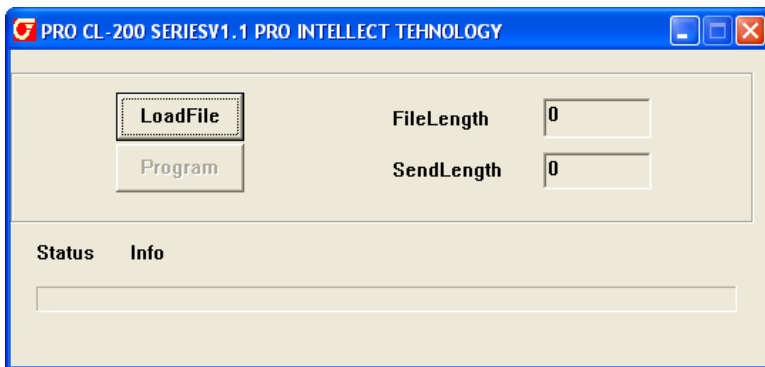 PRO CL-200 SERIESV1.1 PRO INTELLECT TEHNOLOGY
LoadFile
FileLength 0
Program
SendLength 0
Status Info